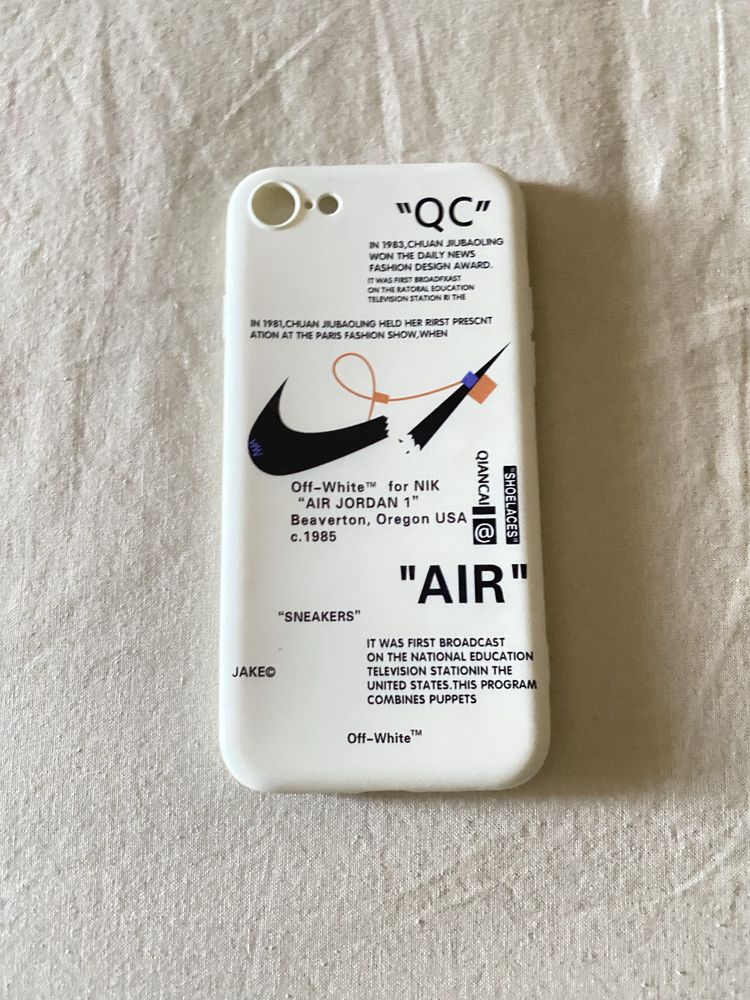 "QC"
IN 1983,CHUAN JIUBAOLING
WON THE DAILY NEWS
FASHION DESIGN AWARD.
IT WAS FIRST BROADFXAST
ON THE RATORAL EDUCATION
TELEVISION STATION RI THE
IN 1981,CHUAN JIUBAOLING HELD HER RIRST PRESCNT
ATION AT THE PARIS FASHION SHOW,WHEN
Off-White™ for NIK
"AIR JORDAN 1"
Beaverton, Oregon USA
c.1985
QIANCAI
@
"SHOELACES"
"AIR"
"SNEAKERS"
IT WAS FIRST BROADCAST
ON THE NATIONAL EDUCATION
TELEVISION STATIONIN THE
UNITED STATES.THIS PROGRAM
COMBINES PUPPETS
JAKE©
Off-White™